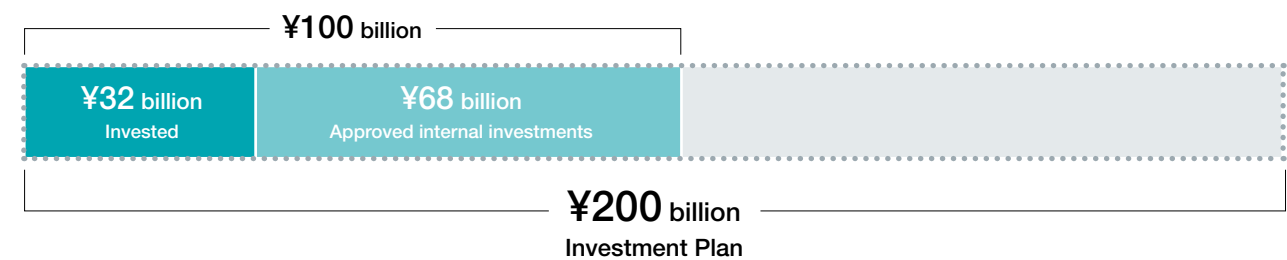 ¥100 billion
¥32 billion
Invested
¥68 billion
Approved internal investments
¥200 billion
Investment Plan